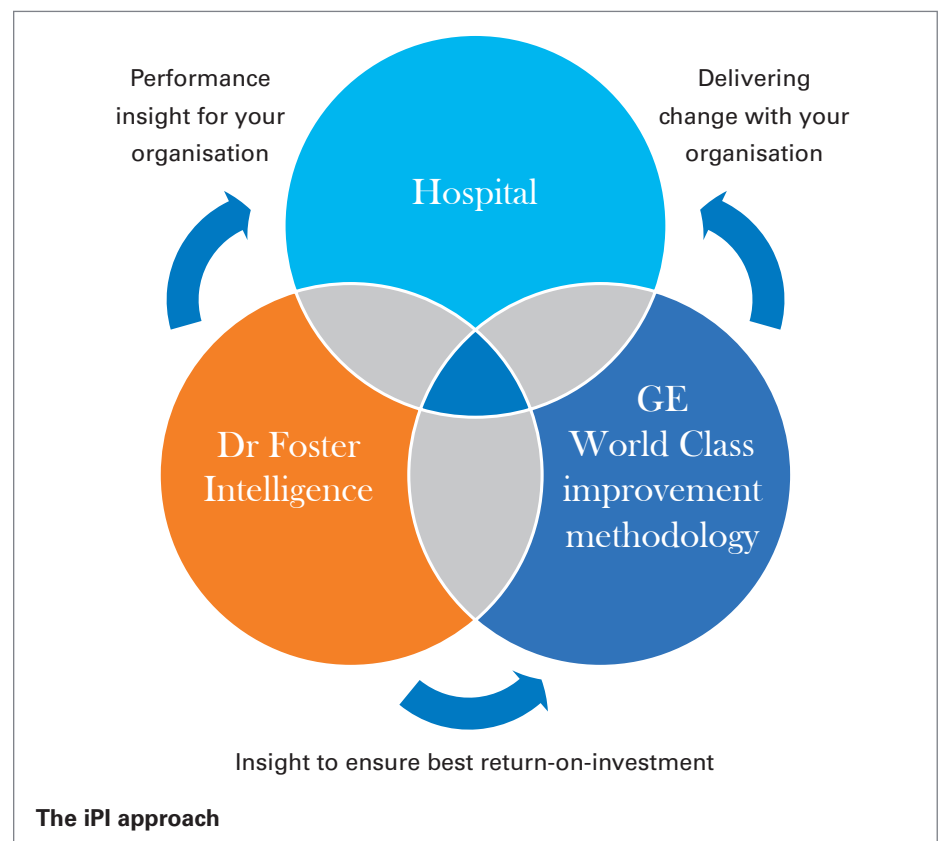 Performance
insight for your
organisation
Delivering
change with your
organisation
Hospital
Dr Foster
Intelligence
GE
World Class
improvement
methodology
Insight to ensure best return-on-investment
The iPI approach